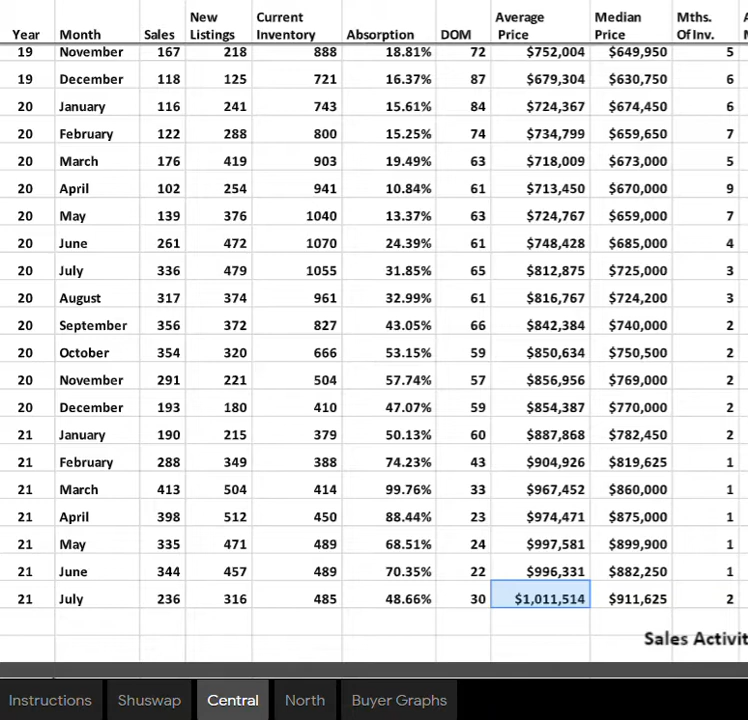 Year Month Sales New Listings Current Inventory Absorption DOM Average Price Median Price Mths. Of Inv.
19 November 167 218 888 18.81% 72 $752,004 $649,950 5
19 December 118 125 721 16.37% 87 $679,304 $630,750 6
20 January 116 241 743 15.61% 84 $724,367 $674,450 6
20 February 122 288 800 15.25% 74 $734,799 $659,650 7
20 March 176 419 903 19.49% 63 $718,009 $673,000 5
20 April 102 254 941 10.84% 61 $713,450 $670,000 9
20 May 139 376 1040 13.37% 63 $724,767 $659,000 7
20 June 261 472 1070 24.39% 61 $748,428 $685,000 4
20 July 336 479 1055 31.85% 65 $812,875 $725,000 3
20 August 317 374 961 32.99% 61 $816,767 $724,200 3
20 September 356 372 827 43.05% 66 $842,384 $740,000 2
20 October 354 320 666 53.15% 59 $850,634 $750,500 2
20 November 291 221 504 57.74% 57 $856,956 $769,000 2
20 December 193 180 410 47.07% 59 $854,387 $770,000 2
21 January 190 215 379 50.13% 60 $887,868 $782,450 2
21 February 288 349 388 74.23% 43 $904,926 $819,625 1
21 March 413 504 414 99.76% 33 $967,452 $860,000 1
21 April 398 512 450 88.44% 23 $974,471 $875,000 1
21 May 335 471 489 68.51% 24 $997,581 $899,900 1
21 June 344 457 489 70.35% 22 $996,331 $882,250 1
21 July 236 316 485 48.66% 30 $1,011,514 $911,625 2
Sales Activit
Instructions Shuswap Central North Buyer Graphs